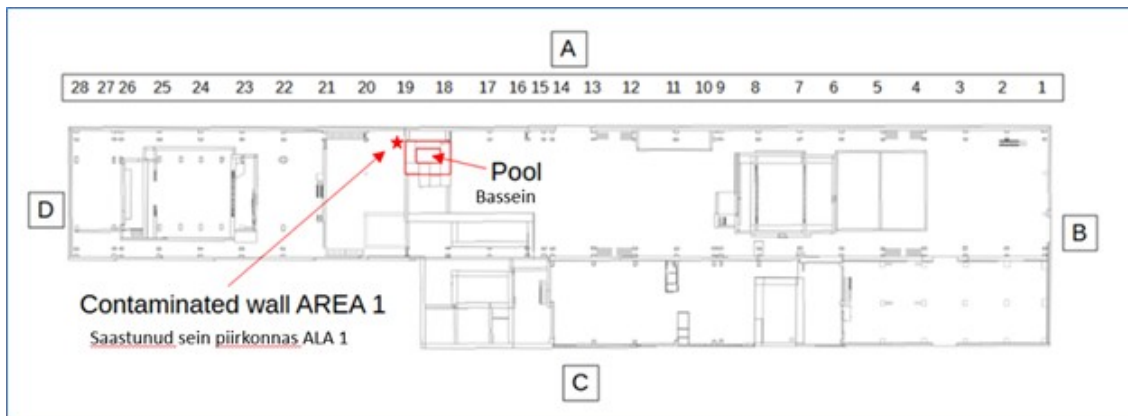 A
28 27 26 25 24 23 22 21 20 19 18 17 16 15 14 13 12 11 10 9 8 7 6 5 4 3 2 1
Pool
Bassein
D
B
Contaminated wall AREA 1
Saastunud sein piirkonnas ALA 1
C